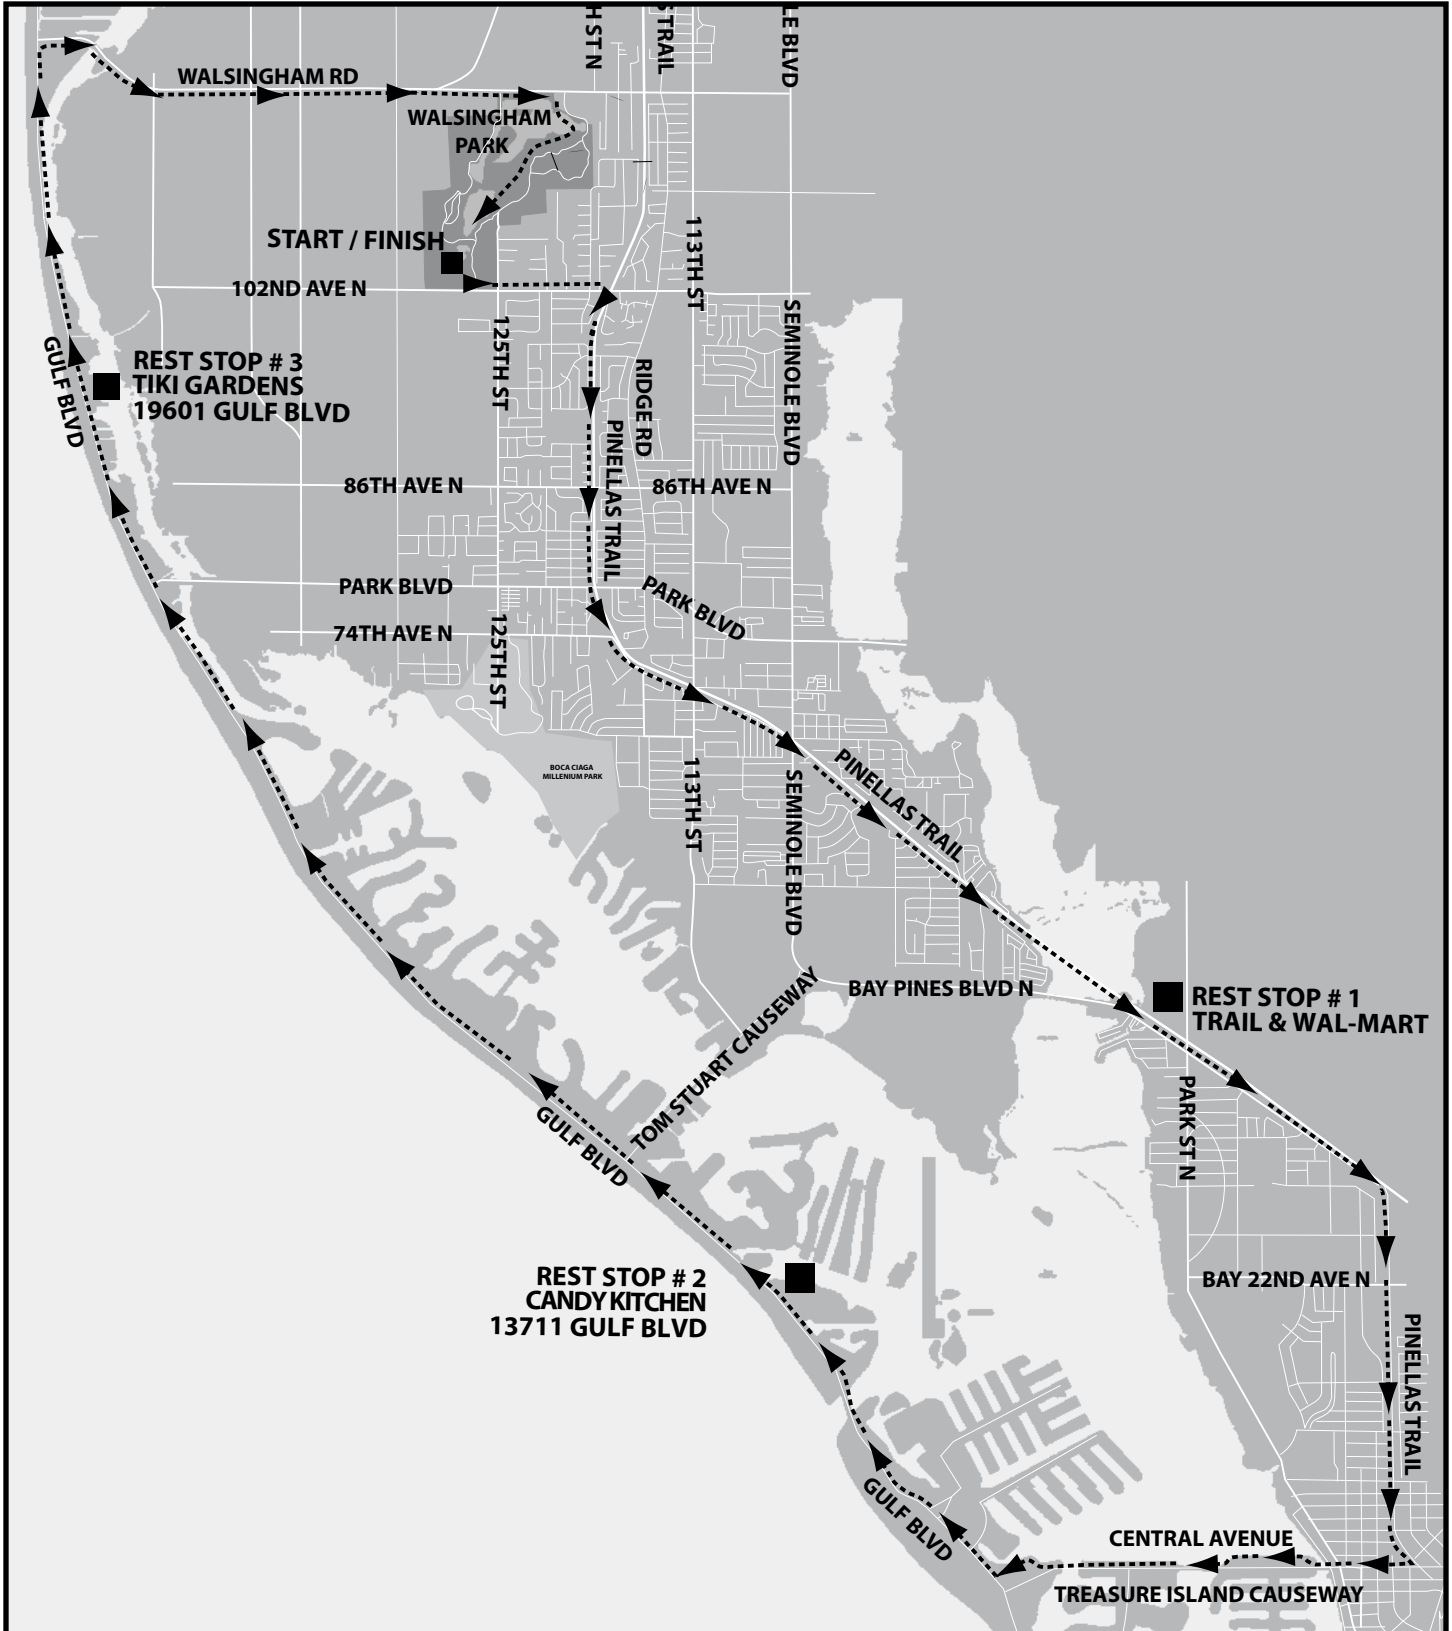 H ST N
S TRAIL
LE BLVD
WALSINGHAM RD
WALSINGHAM
PARK
START / FINISH
113TH ST
102ND AVE N
125TH ST
SEMINOLE BLVD
GULF BLVD
REST STOP # 3
TIKI GARDENS
19601 GULF BLVD
RIDGE RD
PINELLAS TRAIL
86TH AVE N
86TH AVE N
PARK BLVD
PARK BLVD
74TH AVE N
125TH ST
BOCA CIAGA
MILLENIUM PARK
113TH ST
SEMINOLE BLVD
PINELLAS TRAIL
BAY PINES BLVD N
REST STOP # 1
TRAIL & WAL-MART
TOM STUART CAUSEWAY
PARK ST N
GULF BLVD
REST STOP # 2
CANDY KITCHEN
13711 GULF BLVD
BAY 22ND AVE N
PINELLAS TRAIL
GULF BLVD
CENTRAL AVENUE
TREASURE ISLAND CAUSEWAY